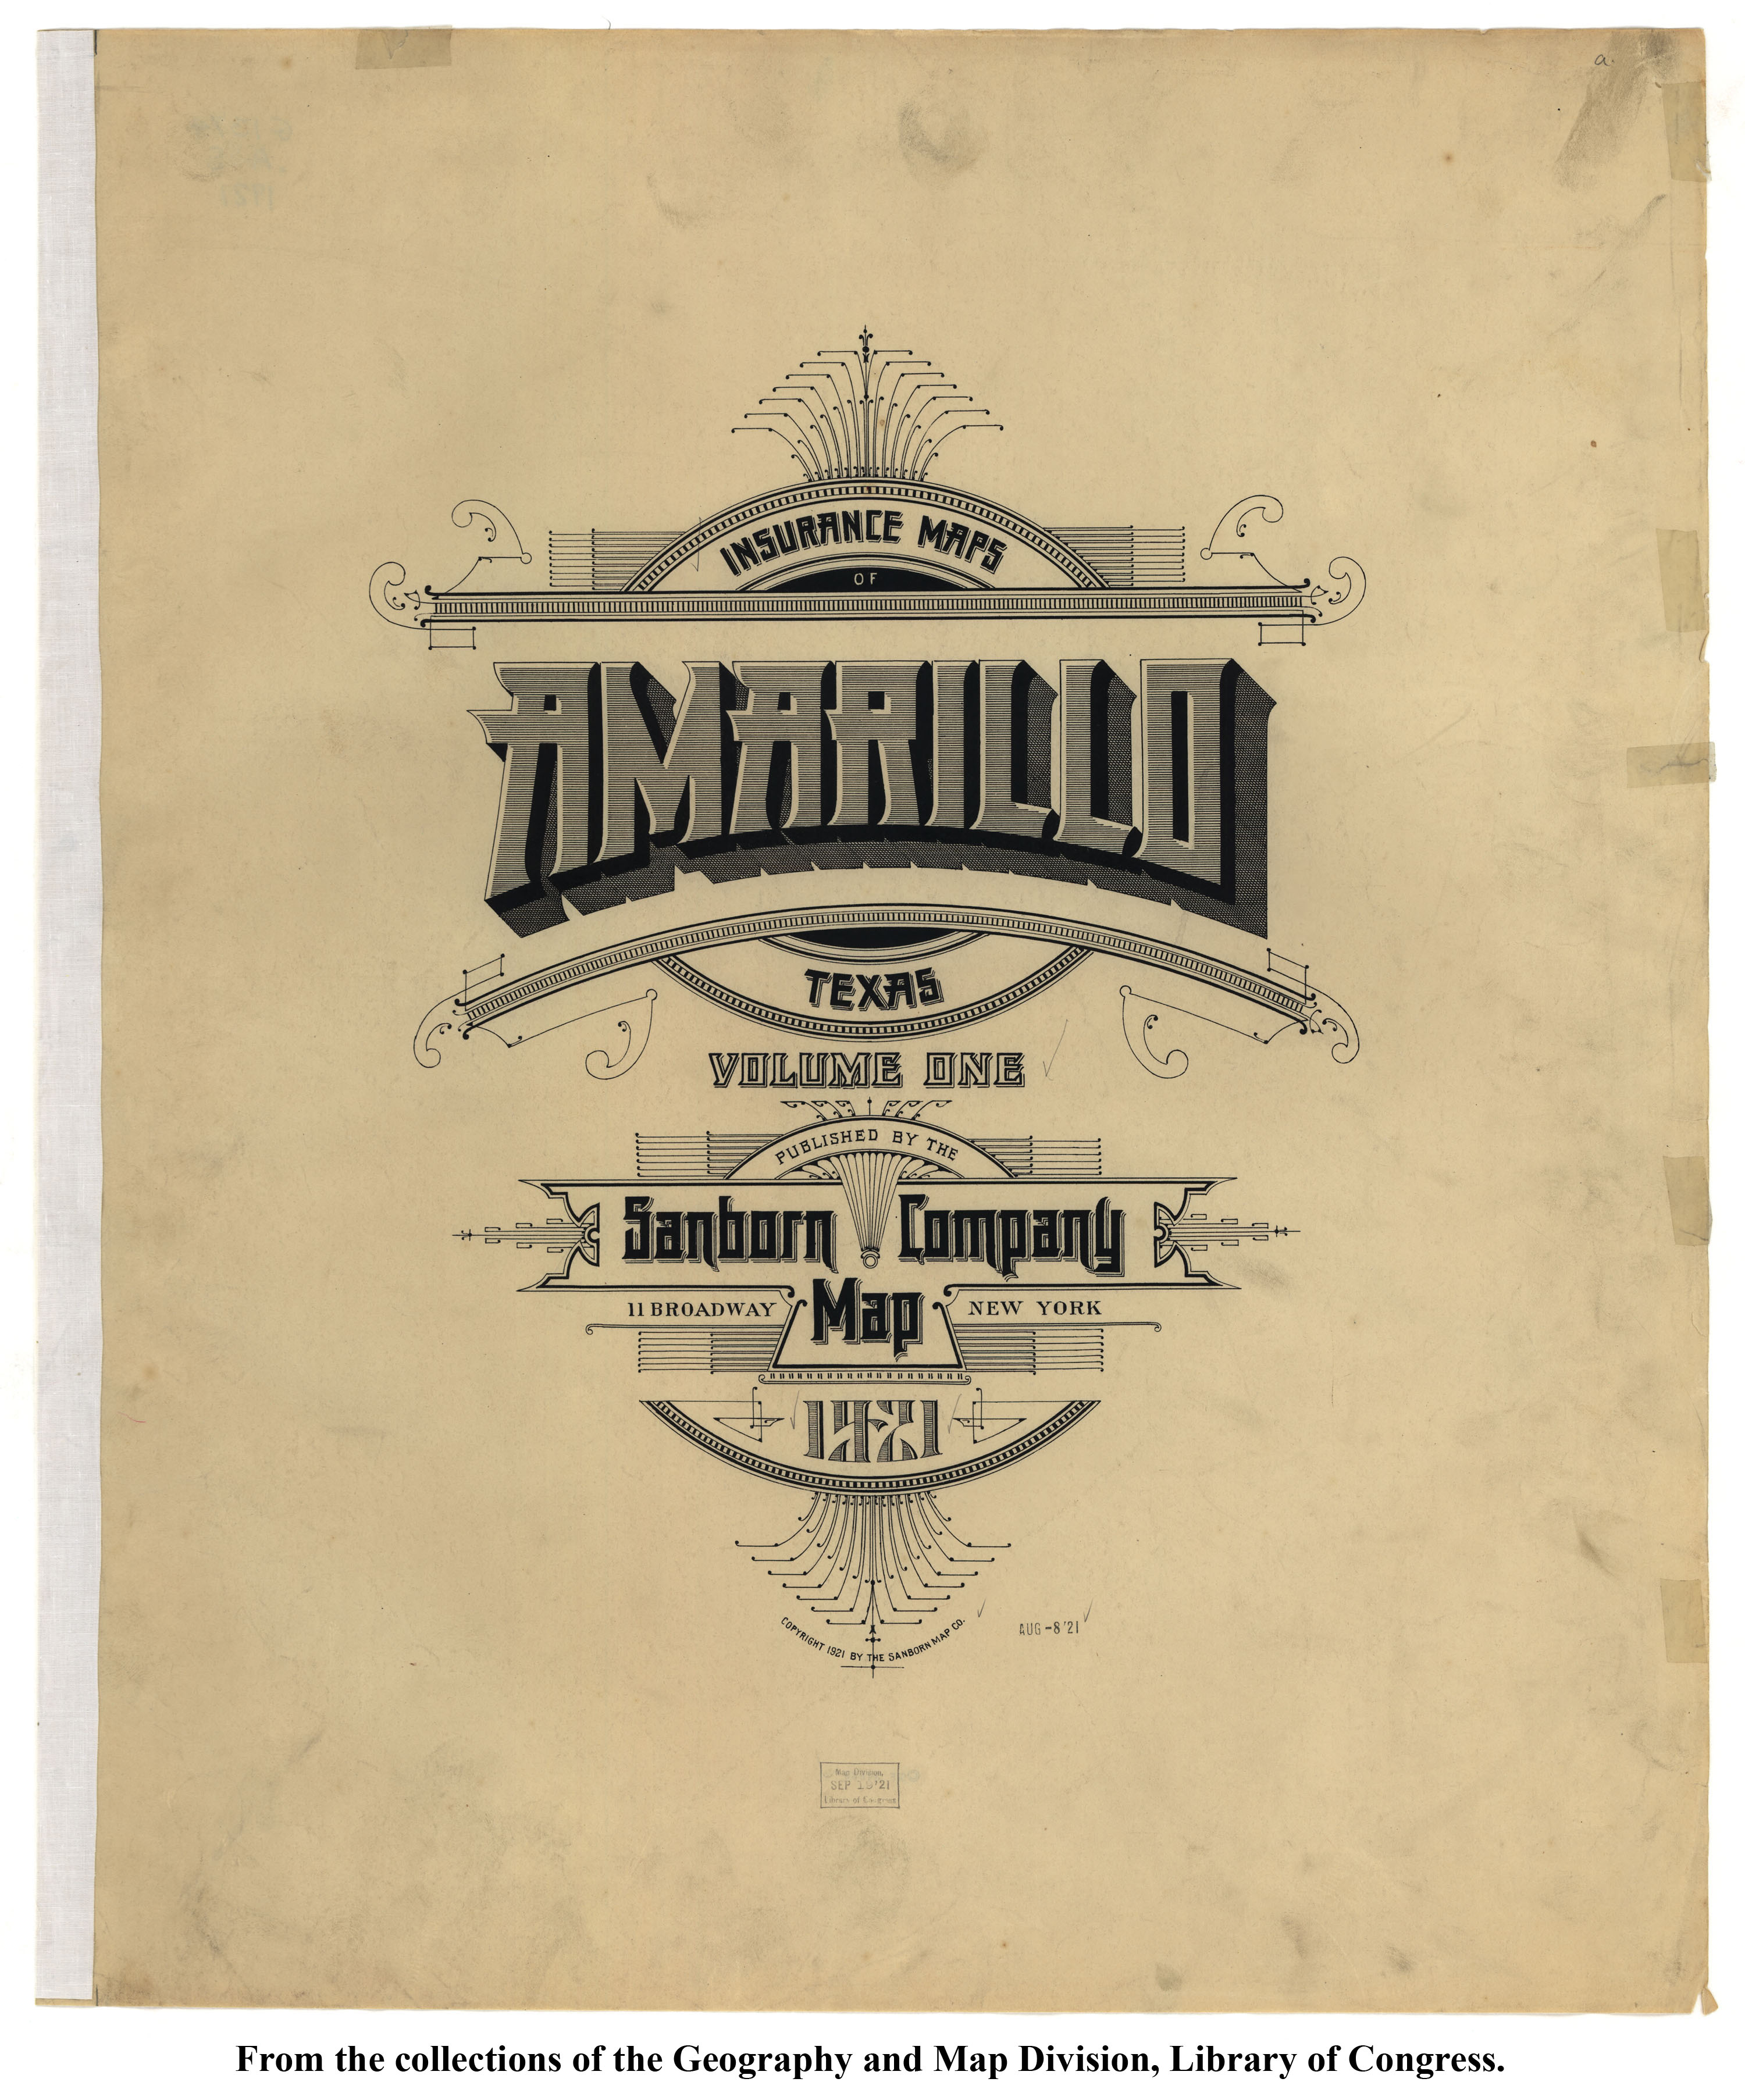 a.
INSURANCE MAPS
OF
AMARILLO
TEXAS
VOLUME ONE
PUBLISHED BY THE
Sanborn Company
Map
11 BROADWAY NEW YORK
1921
COPYRIGHT 1921 BY THE SANBORN MAP CO.
AUG -8 '21
Map Division,
SEP 19 '21
Library of Congress
From the collections of the Geography and Map Division, Library of Congress.